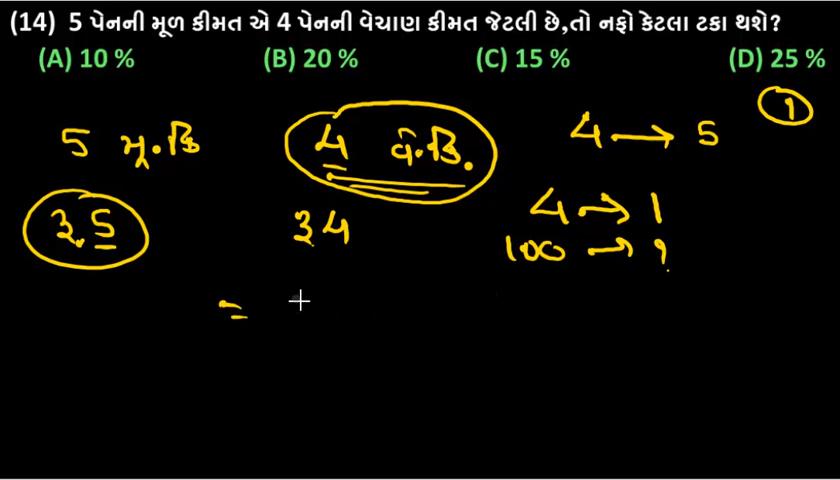 (14) 5 પેનની મૂળ કીમત એ 4 પેનની વેચાણ કીમત જેટલી છે,તો નફો કેટલા ટકા થશે?
(A) 10 % (B) 20 % (C) 15 % (D) 25 %
5 મૂ.કિ 4 વે.કિ. 4 → 5 1
રૂ.5 રૂ4 4 → 1
100 → ?
=